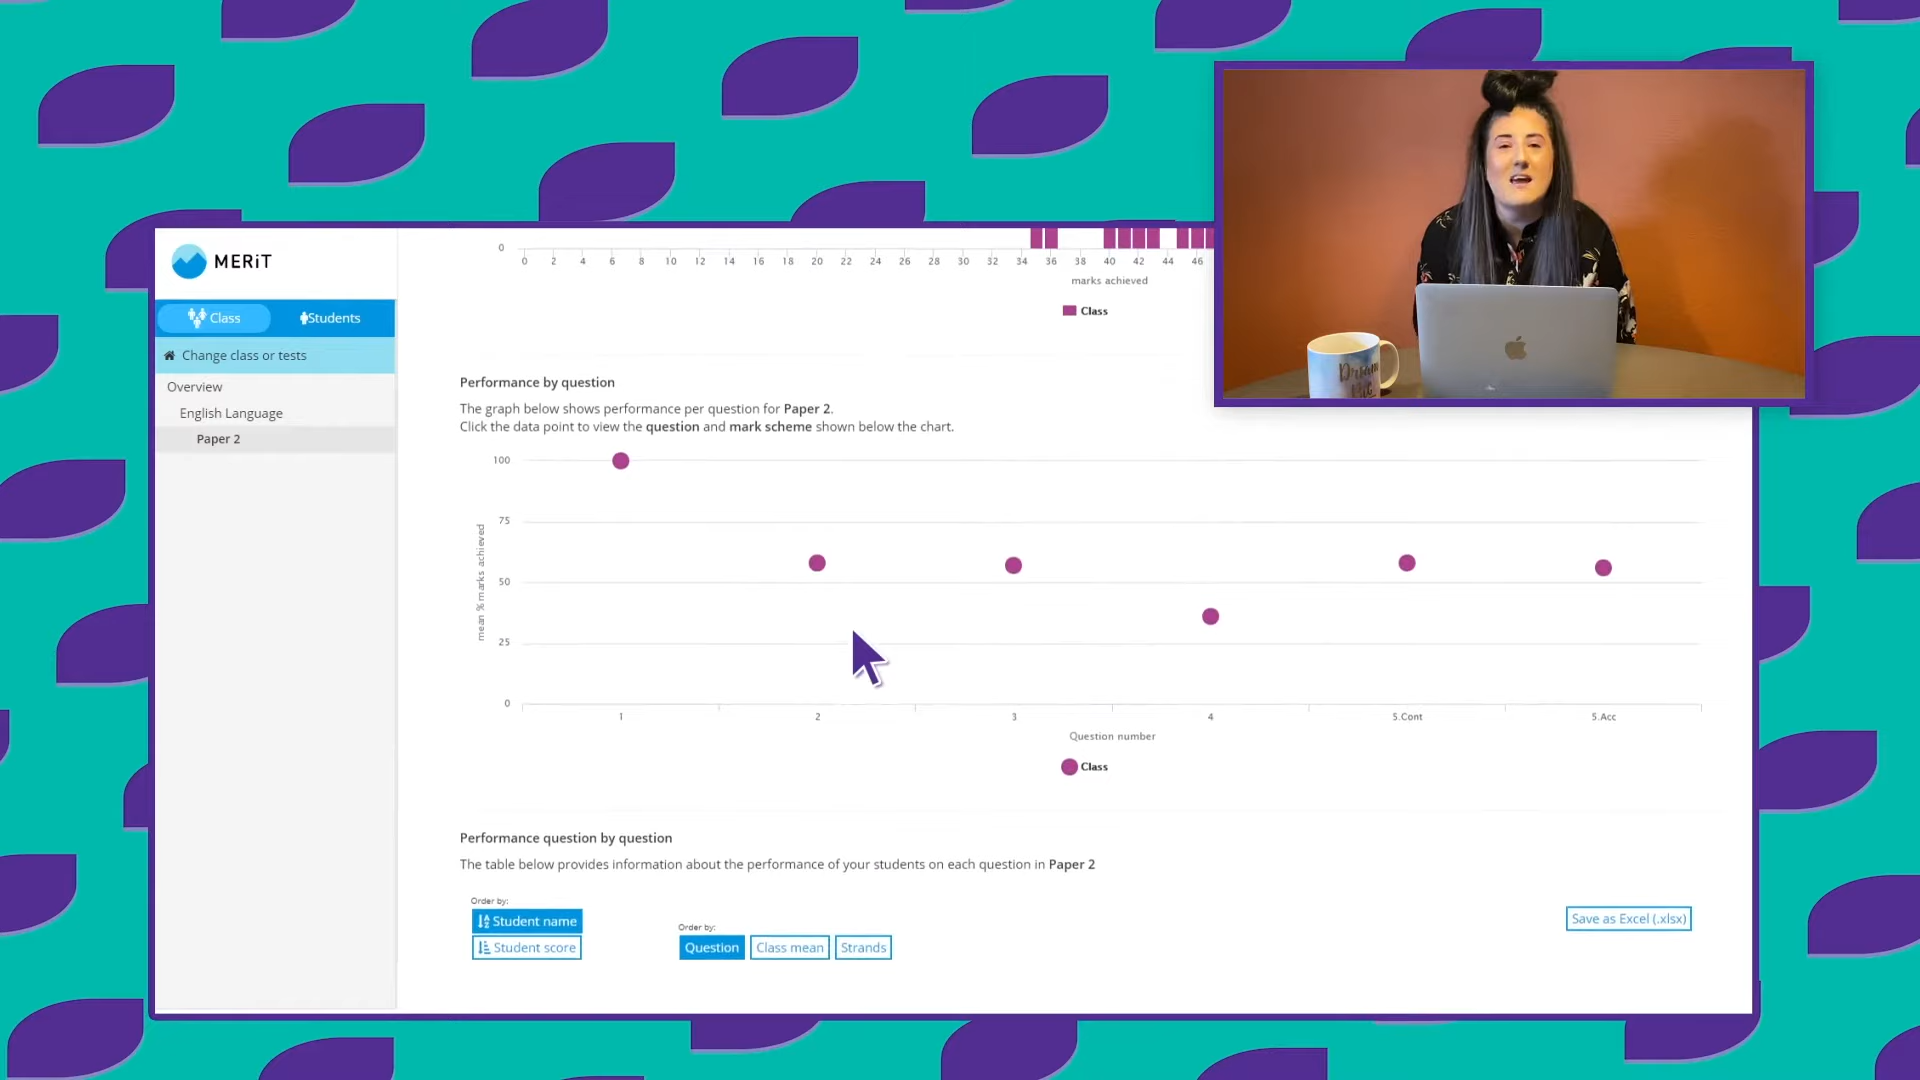 MERiT
Class
Students
Change class or tests
Overview
English Language
Paper 2
0
0 2 4 6 8 10 12 14 16 18 20 22 24 26 28 30 32 34 36 38 40 42 44 46
marks achieved
Class
Performance by question
The graph below shows performance per question for Paper 2.
Click the data point to view the question and mark scheme shown below the chart.
100
75
50
25
0
mean % marks achieved
1 2 3 4 5.Cont 5.Acc
Question number
Class
Performance question by question
The table below provides information about the performance of your students on each question in Paper 2
Order by:
Student name
Student score
Order by:
Question Class mean Strands
Save as Excel (.xlsx)
Dream
Big